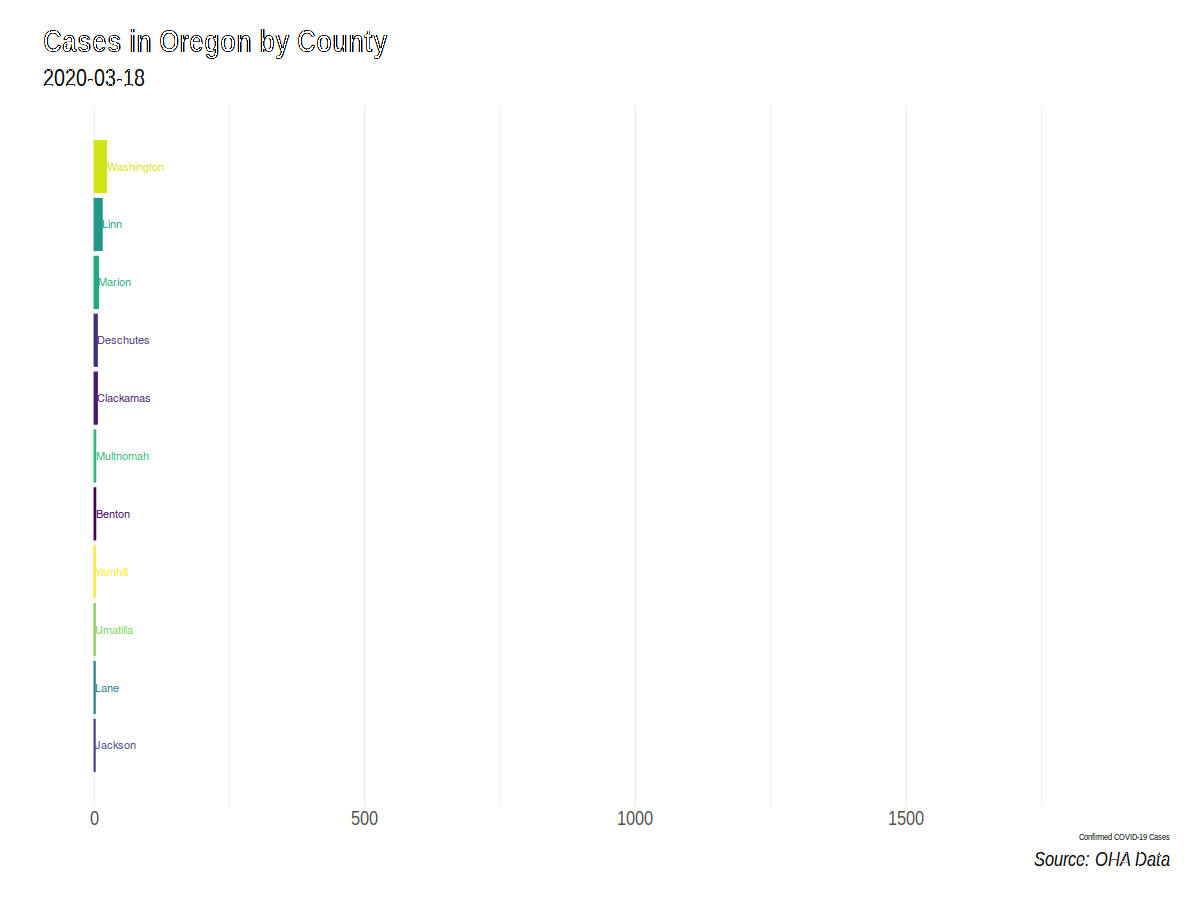 Cases in Oregon by County
2020-03-18
Washington
Linn
Marion
Deschutes
Clackamas
Multnomah
Benton
Yamhill
Umatilla
Lane
Jackson
0 500 1000 1500
Confirmed COVID-19 Cases
Source: OHA Data